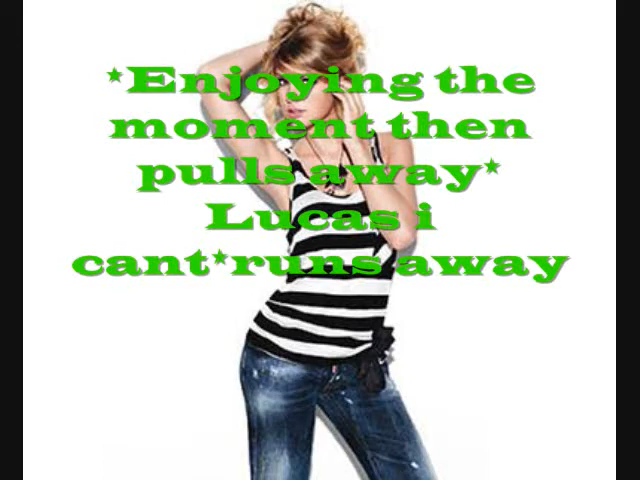 *Enjoying the
moment then
pulls away*
Lucas i
cant*runs away